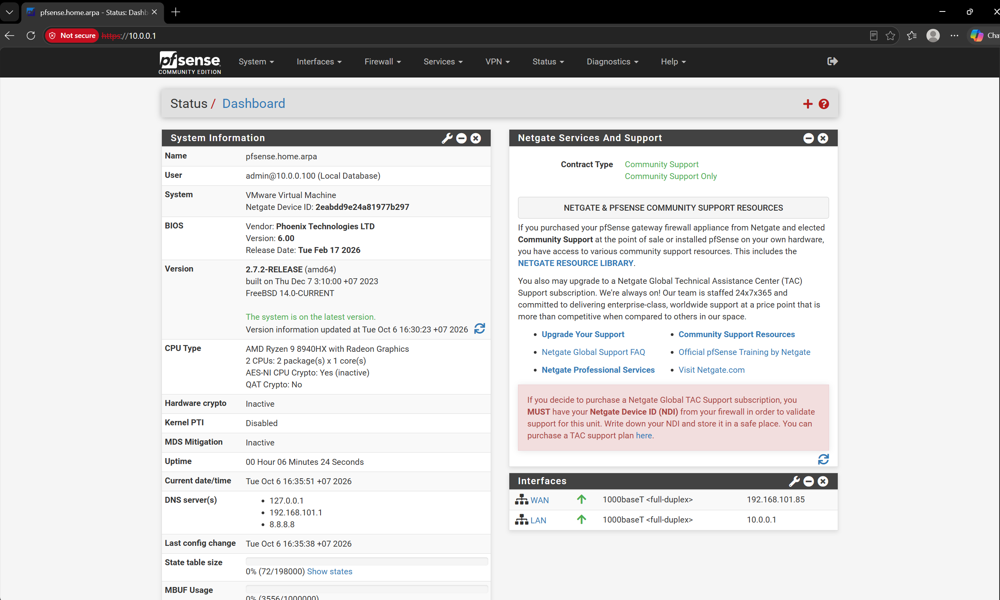 pfsense.home.arpa - Status: Dashb
Not secure https://10.0.0.1
pfsense
COMMUNITY EDITION
System Interfaces Firewall Services VPN Status Diagnostics Help
Status / Dashboard
System Information
Name pfsense.home.arpa
User admin@10.0.0.100 (Local Database)
System VMware Virtual Machine
Netgate Device ID: 2eabdd9e24a81977b297
BIOS Vendor: Phoenix Technologies LTD
Version: 6.00
Release Date: Tue Feb 17 2026
Version 2.7.2-RELEASE (amd64)
built on Thu Dec 7 3:10:00 +07 2023
FreeBSD 14.0-CURRENT
The system is on the latest version.
Version information updated at Tue Oct 6 16:30:23 +07 2026
CPU Type AMD Ryzen 9 8940HX with Radeon Graphics
2 CPUs: 2 package(s) x 1 core(s)
AES-NI CPU Crypto: Yes (inactive)
QAT Crypto: No
Hardware crypto Inactive
Kernel PTI Disabled
MDS Mitigation Inactive
Uptime 00 Hour 06 Minutes 24 Seconds
Current date/time Tue Oct 6 16:35:51 +07 2026
DNS server(s) 127.0.0.1
192.168.101.1
8.8.8.8
Last config change Tue Oct 6 16:35:38 +07 2026
State table size
0% (72/198000) Show states
MBUF Usage
0% (3556/1000000)
Netgate Services And Support
Contract Type Community Support
Community Support Only
NETGATE & PFSENSE COMMUNITY SUPPORT RESOURCES
If you purchased your pfSense gateway firewall appliance from Netgate and elected
Community Support at the point of sale or installed pfSense on your own hardware,
you have access to various community support resources. This includes the
NETGATE RESOURCE LIBRARY.
You also may upgrade to a Netgate Global Technical Assistance Center (TAC)
Support subscription. We're always on! Our team is staffed 24x7x365 and
committed to delivering enterprise-class, worldwide support at a price point that is
more than competitive when compared to others in our space.
Upgrade Your Support Community Support Resources
Netgate Global Support FAQ Official pfSense Training by Netgate
Netgate Professional Services Visit Netgate.com
If you decide to purchase a Netgate Global TAC Support subscription, you
MUST have your Netgate Device ID (NDI) from your firewall in order to validate
support for this unit. Write down your NDI and store it in a safe place. You can
purchase a TAC support plan here.
Interfaces
WAN 1000baseT <full-duplex> 192.168.101.85
LAN 1000baseT <full-duplex> 10.0.0.1